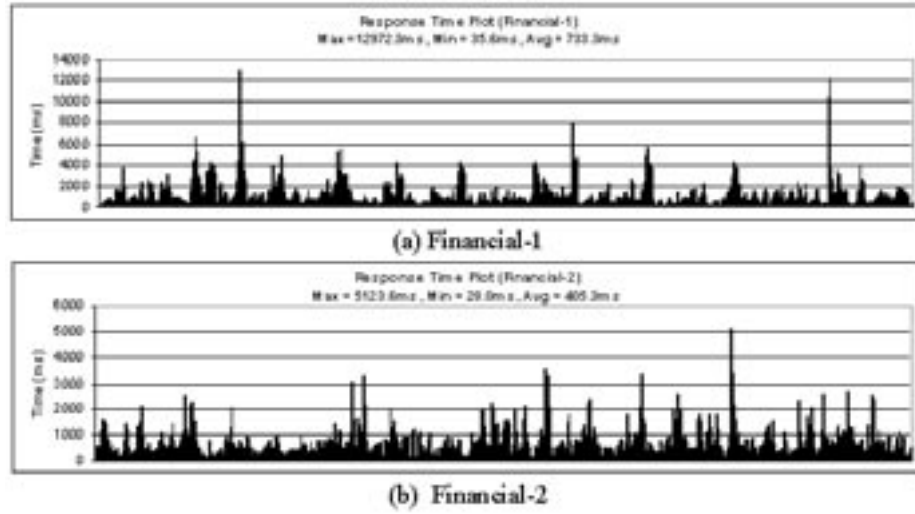 Response Time Plot (Financial-1)
Max = 12972.3ms, Min = 35.6ms, Avg = 733.3ms
14000
12000
10000
8000
6000
4000
2000
0
Time (ms)
(a) Financial-1
Response Time Plot (Financial-2)
Max = 5123.6ms, Min = 29.8ms, Avg = 405.3ms
6000
5000
4000
3000
2000
1000
0
Time (ms)
(b) Financial-2